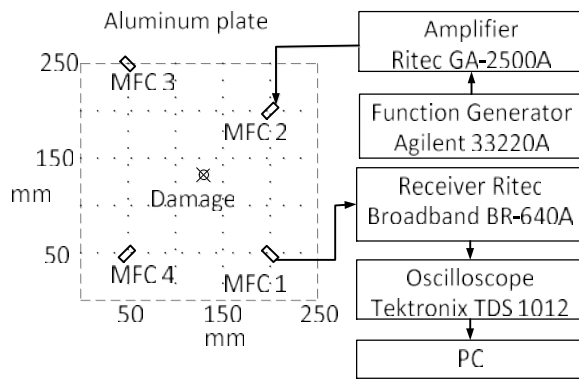 Aluminum plate
250
MFC 3
MFC 2
150
mm
Damage
50
MFC 4
MFC 1
50
150
250
mm
Amplifier
Ritec GA-2500A
Function Generator
Agilent 33220A
Receiver Ritec
Broadband BR-640A
Oscilloscope
Tektronix TDS 1012
PC